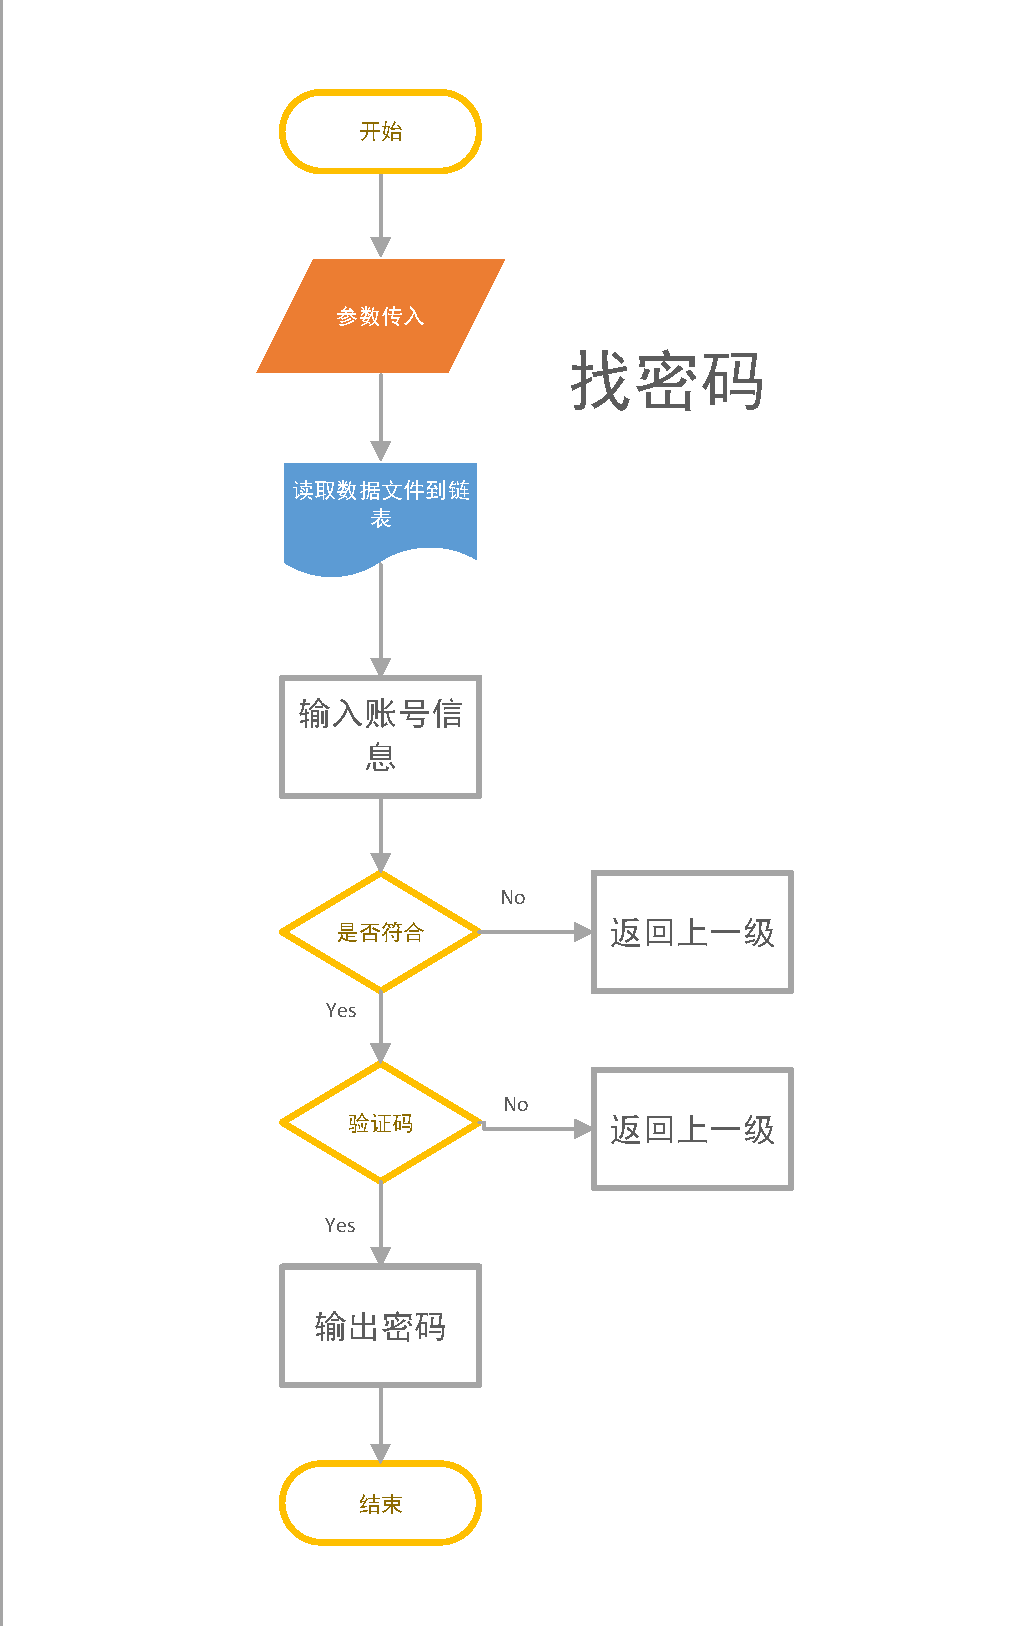 开始
参数传入
找密码
读取数据文件到链
表
输入账号信
息
是否符合
No
返回上一级
Yes
验证码
No
返回上一级
Yes
输出密码
结束